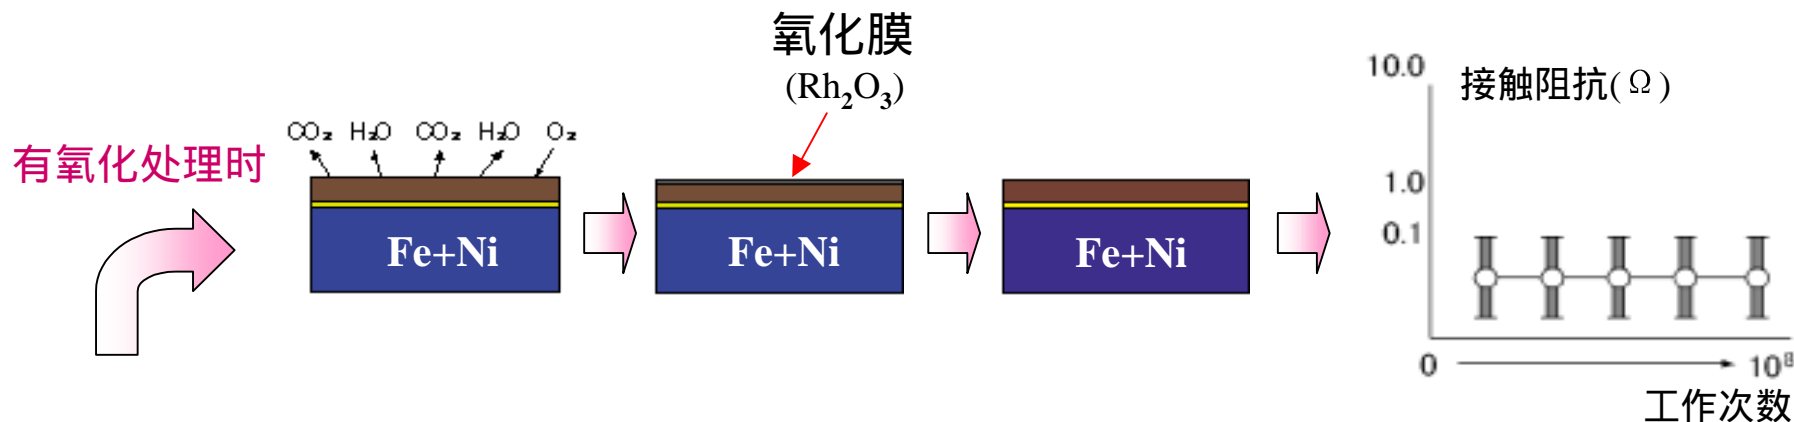 氧化膜
(Rh₂O₃)
有氧化处理时
CO₂ H₂O CO₂ H₂O O₂
Fe+Ni
Fe+Ni
Fe+Ni
接触阻抗(Ω)
10.0
1.0
0.1
0
10⁸
工作次数